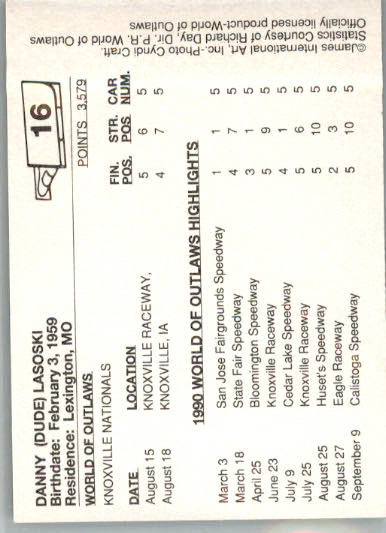 DANNY (DUDE) LASOSKI
Birthdate: February 3, 1959
Residence: Lexington, MO
16
WORLD OF OUTLAWS POINTS 3,579
KNOXVILLE NATIONALS FIN. STR. CAR
DATE LOCATION POS. POS NUM.
August 15 KNOXVILLE RACEWAY, 5 6 5
August 18 KNOXVILLE, IA 4 7 5
1990 WORLD OF OUTLAWS HIGHLIGHTS
March 3 San Jose Fairgrounds Speedway 1 1 5
March 18 State Fair Speedway 4 7 5
April 25 Bloomington Speedway 3 1 5
June 23 Knoxville Raceway 5 9 5
July 9 Cedar Lake Speedway 4 1 5
July 25 Knoxville Raceway 5 6 5
August 25 Huset's Speedway 5 10 5
August 27 Eagle Raceway 2 3 5
September 9 Calistoga Speedway 5 10 5
©James International Art, Inc.-Photo Cyndi Craft.
Statistics Courtesy of Richard Day, Dir. P.R. World of Outlaws
Officially licensed product-World of Outlaws